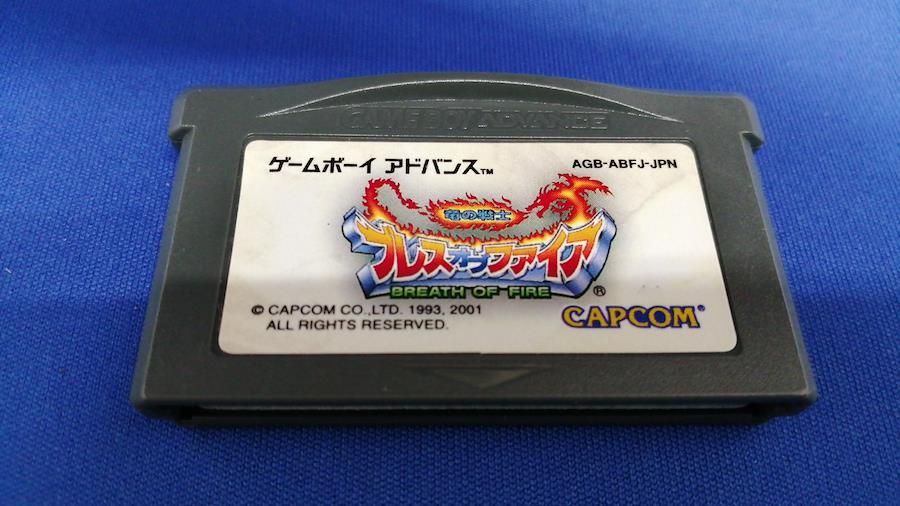 GAME BOY ADVANCE
ゲームボーイ アドバンス™
AGB-ABFJ-JPN
竜の戦士
ブレス オブ ファイア
BREATH OF FIRE ®
© CAPCOM CO.,LTD. 1993, 2001
ALL RIGHTS RESERVED.
CAPCOM®